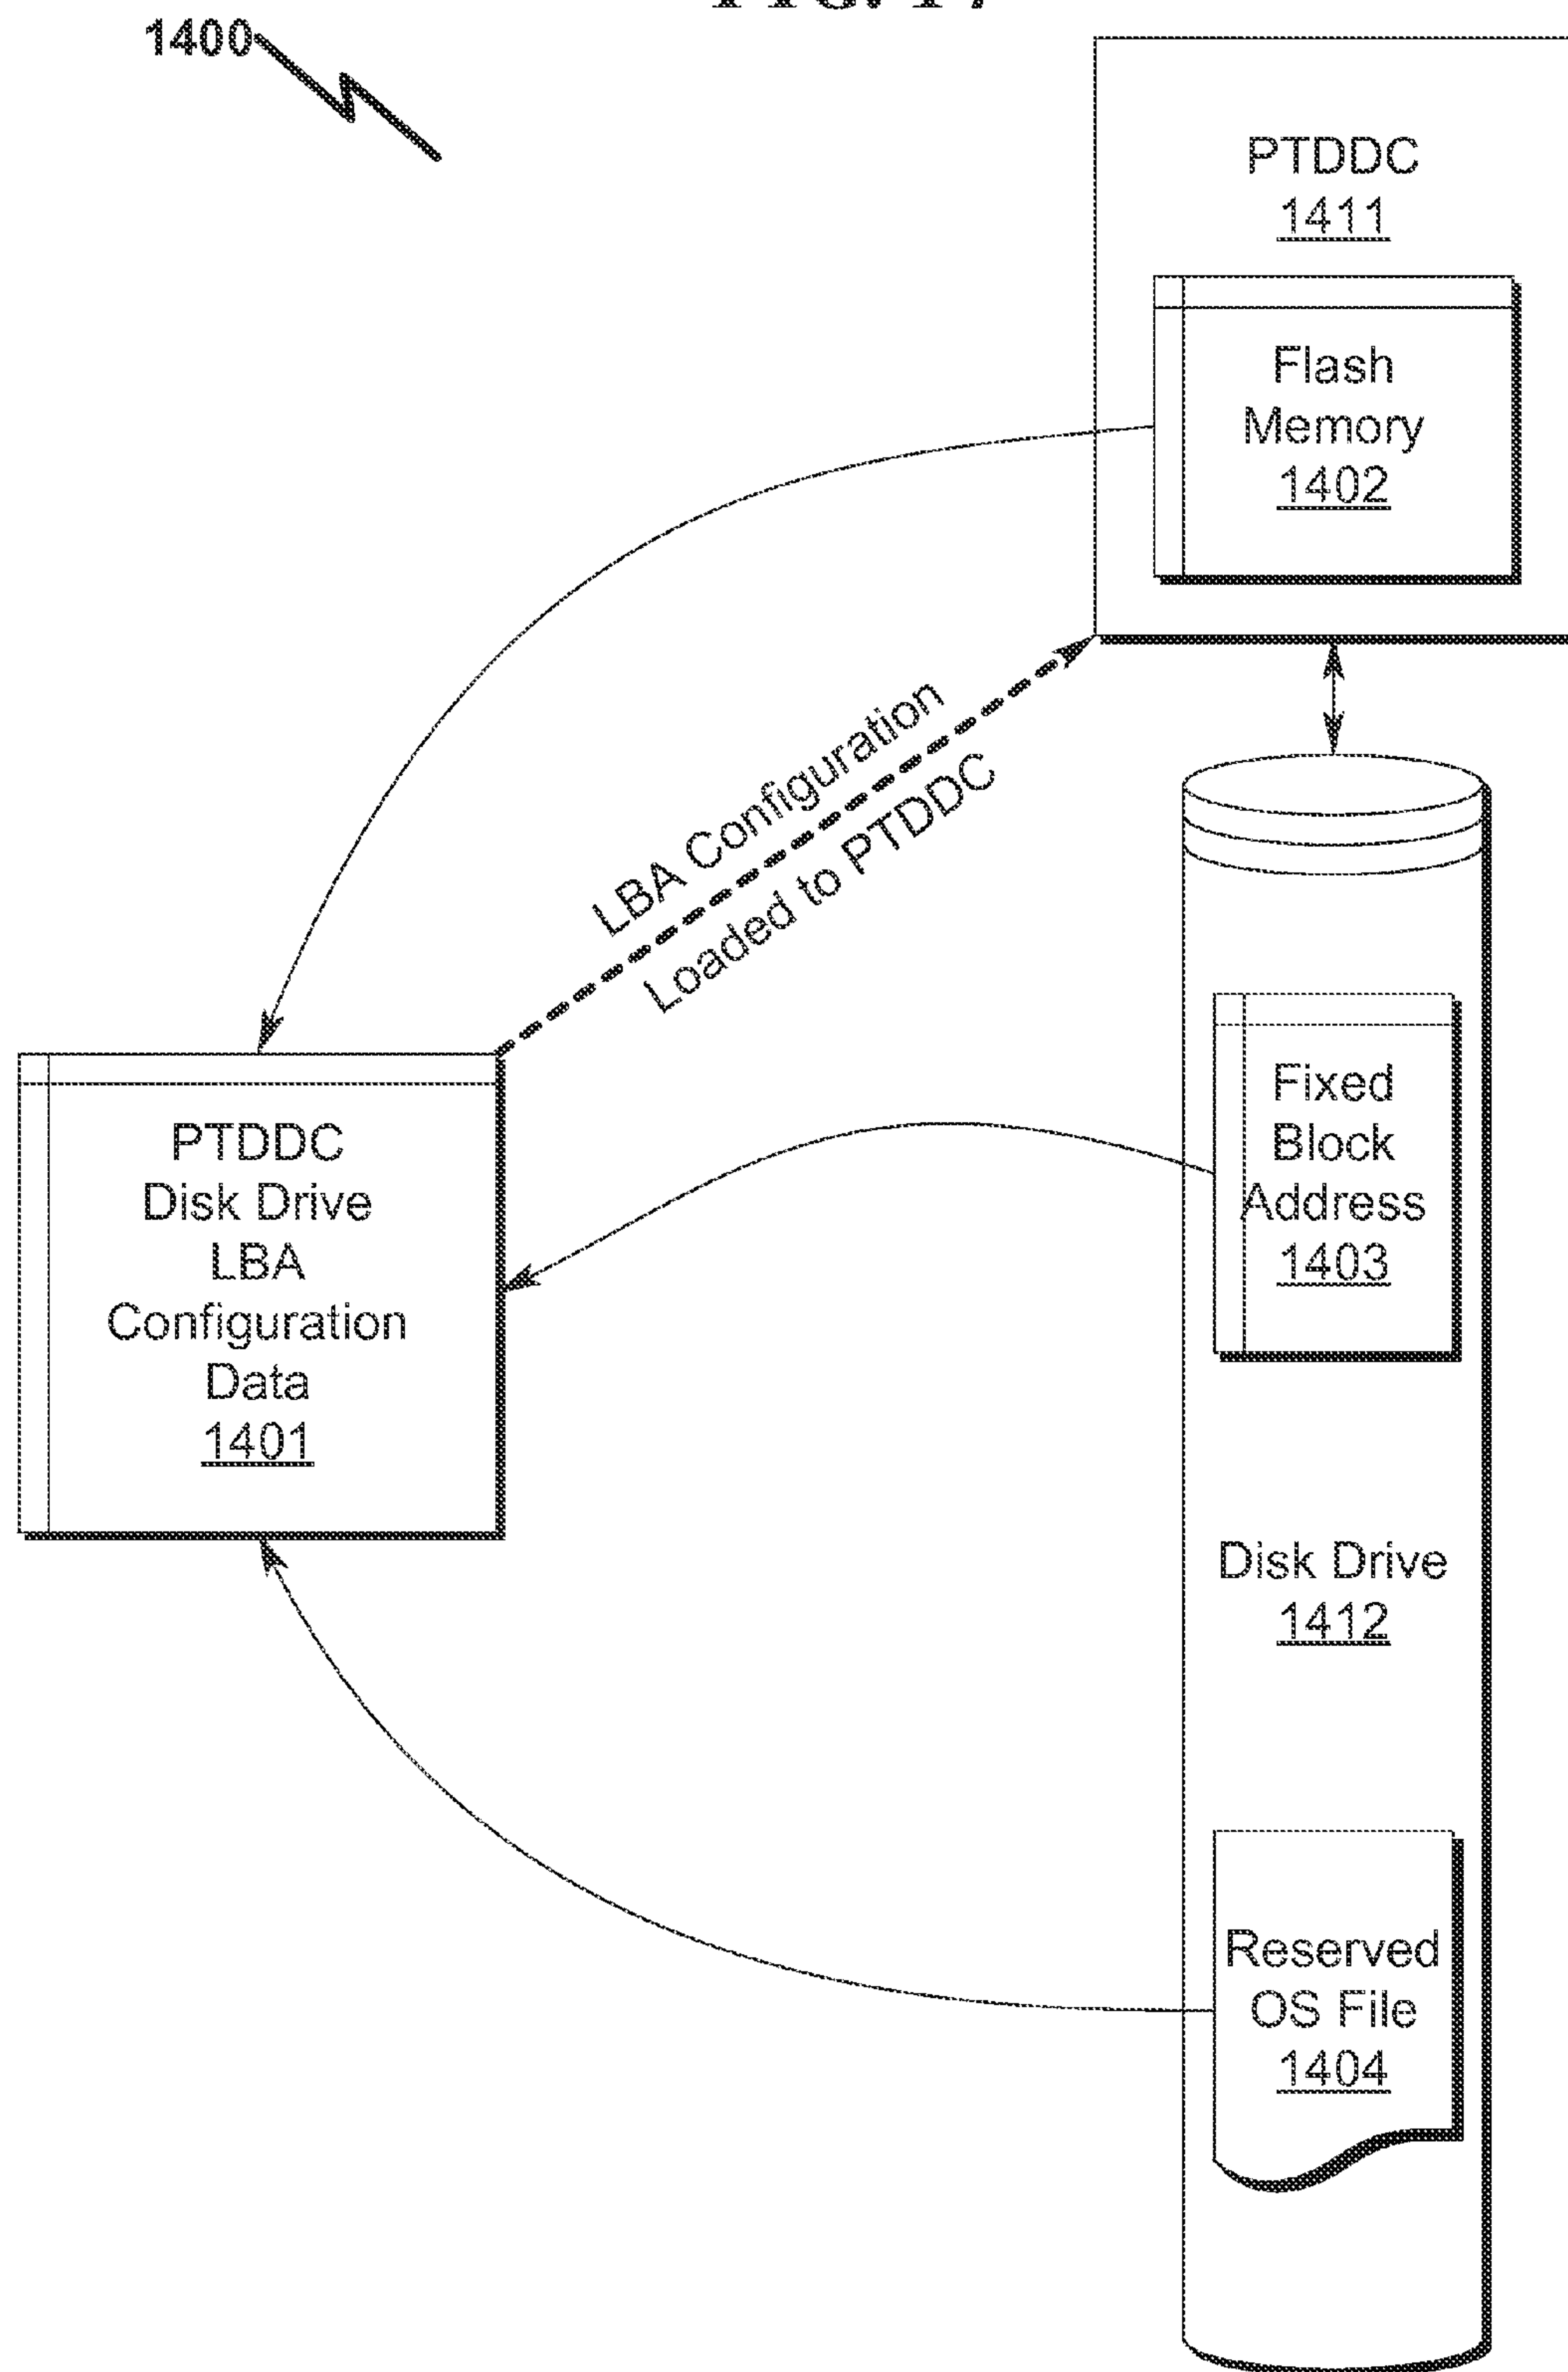 1400
PTDDC
1411
Flash
Memory
1402
LBA Configuration
Loaded to PTDDC
PTDDC
Disk Drive
LBA
Configuration
Data
1401
Fixed
Block
Address
1403
Disk Drive
1412
Reserved
OS File
1404